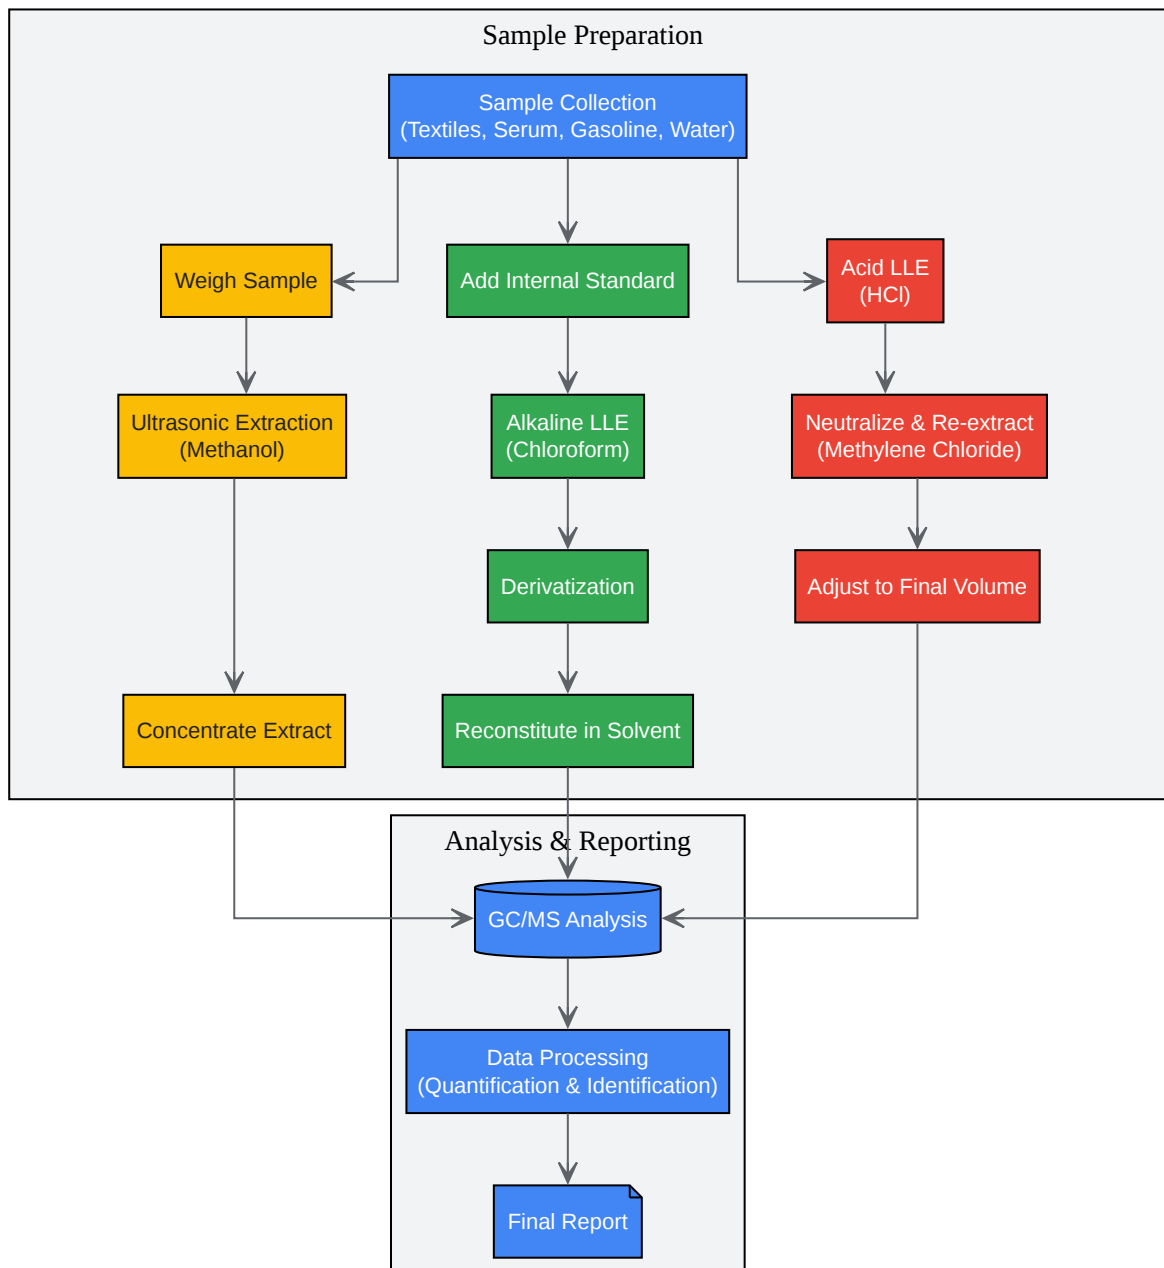 Sample Preparation
Sample Collection
(Textiles, Serum, Gasoline, Water)
Weigh Sample
Add Internal Standard
Acid LLE
(HCl)
Ultrasonic Extraction
(Methanol)
Alkaline LLE
(Chloroform)
Neutralize & Re-extract
(Methylene Chloride)
Derivatization
Adjust to Final Volume
Concentrate Extract
Reconstitute in Solvent
Analysis & Reporting
GC/MS Analysis
Data Processing
(Quantification & Identification)
Final Report